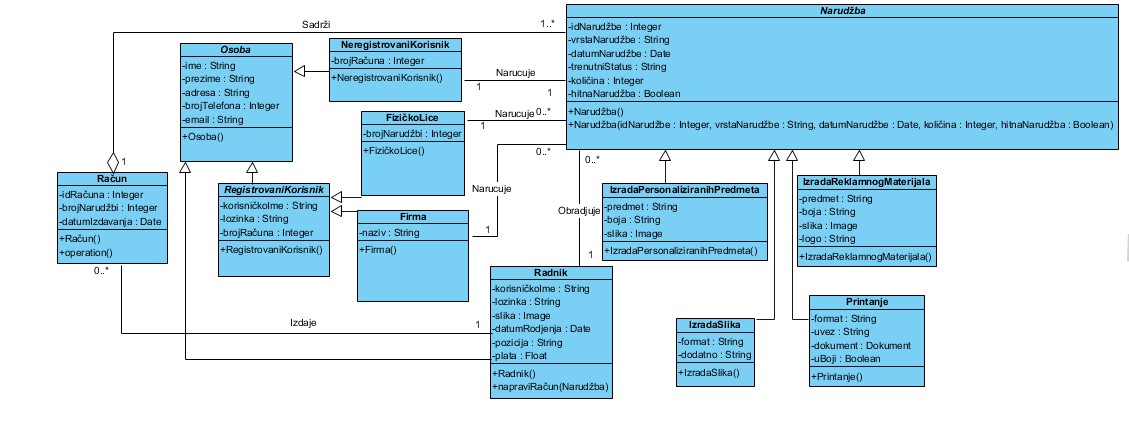 Sadrži
1..*
1
Osoba
-ime : String
-prezime : String
-adresa : String
-brojTelefona : Integer
-email : String
+Osoba()
NeregistrovaniKorisnik
-brojRačuna : Integer
+NeregistrovaniKorisnik()
Narucuje
1
1
Narudžba
-idNarudžbe : Integer
-vrstaNarudžbe : String
-datumNarudžbe : Date
-trenutniStatus : String
-količina : Integer
-hitnaNarudžba : Boolean
+Narudžba()
+Narudžba(idNarudžbe : Integer, vrstaNarudžbe : String, datumNarudžbe : Date, količina : Integer, hitnaNarudžba : Boolean)
FizičkoLice
-brojNarudžbi : Integer
+FizičkoLice()
Narucuje
0..*
1
0..*
Narucuje
1
0..*
Obradjuje
1
Račun
-idRačuna : Integer
-brojNarudžbi : Integer
-datumIzdavanja : Date
+Račun()
+operation()
0..*
RegistrovaniKorisnik
-korisničkoIme : String
-lozinka : String
-brojRačuna : Integer
+RegistrovaniKorisnik()
Firma
-naziv : String
+Firma()
IzradaPersonaliziranihPredmeta
-predmet : String
-boja : String
-slika : Image
+IzradaPersonaliziranihPredmeta()
IzradaReklamnogMaterijala
-predmet : String
-boja : String
-slika : Image
-logo : String
+IzradaReklamnogMaterijala()
Izdaje
1
Radnik
-korisničkoIme : String
-lozinka : String
-slika : Image
-datumRodjenja : Date
-pozicija : String
-plata : Float
+Radnik()
+napraviRačun(Narudžba)
IzradaSlika
-format : String
-dodatno : String
+IzradaSlika()
Printanje
-format : String
-uvez : String
-dokument : Dokument
-uBoji : Boolean
+Printanje()